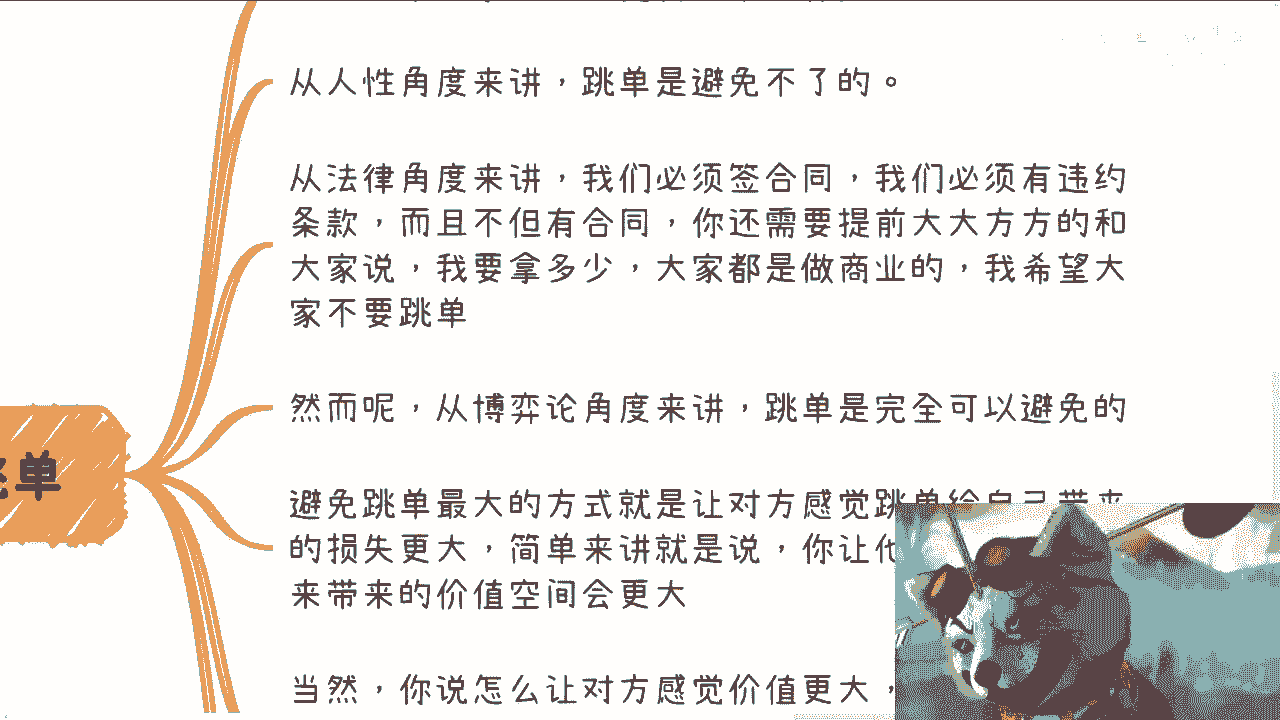 从人性角度来讲，跳单是避免不了的。
从法律角度来讲，我们必须签合同，我们必须有违约
条款，而且不但有合同，你还需要提前大大方方的和
大家说，我要拿多少，大家都是做商业的，我希望大
家不要跳单
然而呢，从博弈论角度来讲，跳单是完全可以避免的
跳单
避免跳单最大的方式就是让对方感觉跳单给自己带来
的损失更大，简单来讲就是说，你让他
来带来的价值空间会更大
当然，你说怎么让对方感觉价值更大，